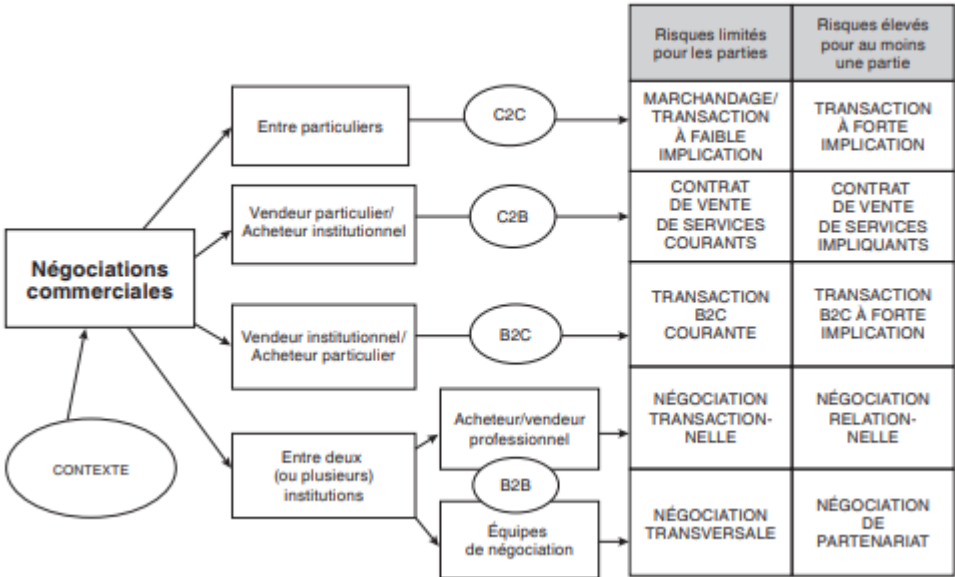 Risques limités
pour les parties
Risques élevés
pour au moins
une partie
Entre particuliers
C2C
MARCHANDAGE/
TRANSACTION
À FAIBLE
IMPLICATION
TRANSACTION
À FORTE
IMPLICATION
Vendeur particulier/
Acheteur institutionnel
C2B
CONTRAT
DE VENTE
DE SERVICES
COURANTS
CONTRAT
DE VENTE
DE SERVICES
IMPLIQUANTS
Négociations
commerciales
Vendeur institutionnel/
Acheteur particulier
B2C
TRANSACTION
B2C
COURANTE
TRANSACTION
B2C À FORTE
IMPLICATION
CONTEXTE
Entre deux
(ou plusieurs)
institutions
Acheteur/vendeur
professionnel
NÉGOCIATION
TRANSACTION-
NELLE
NÉGOCIATION
RELATION-
NELLE
B2B
Équipes
de négociation
NÉGOCIATION
TRANSVERSALE
NÉGOCIATION
DE
PARTENARIAT